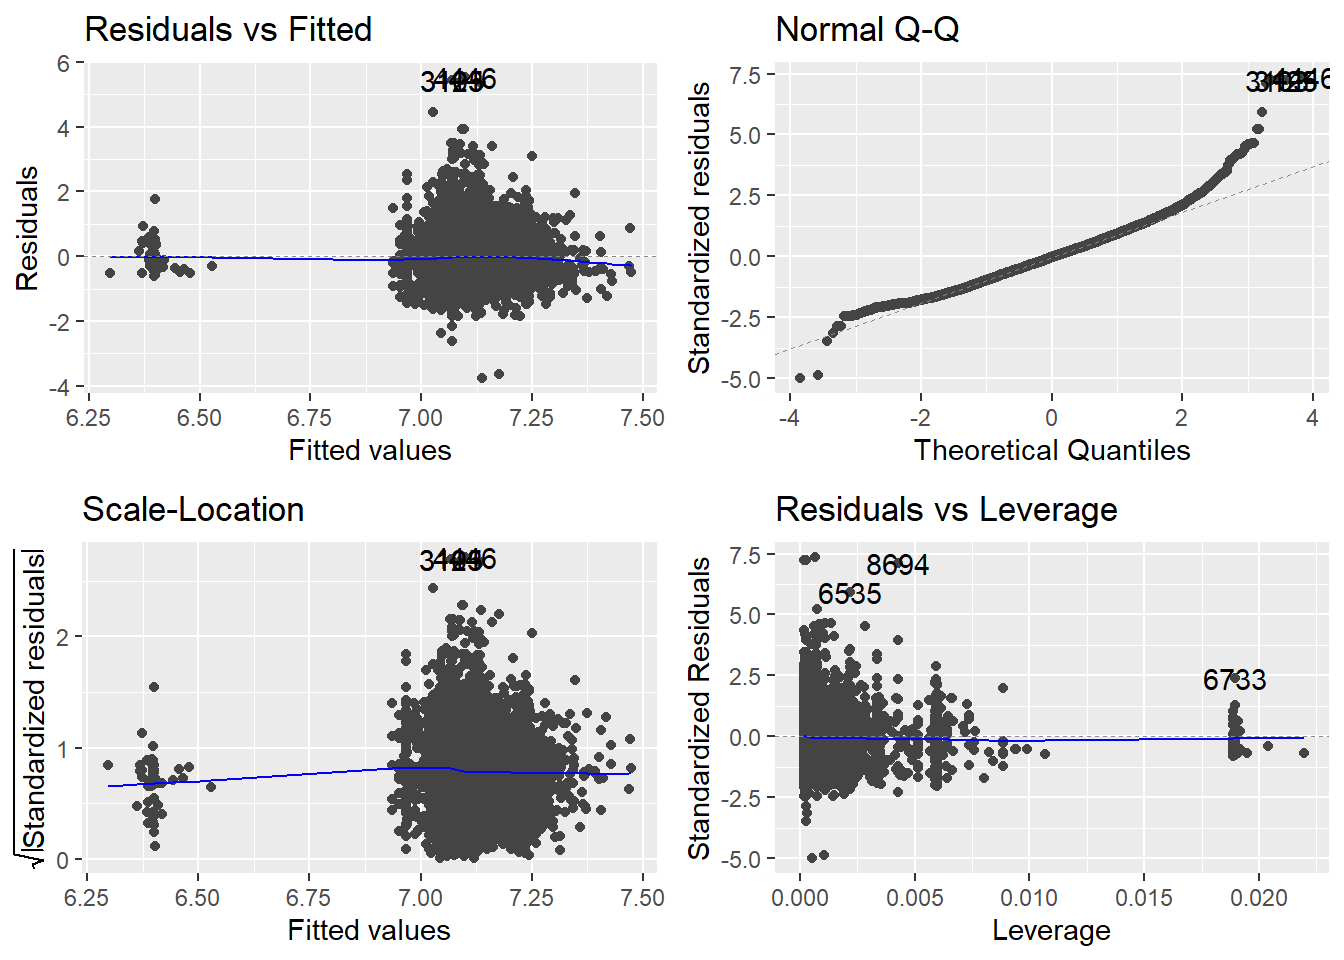 Residuals vs Fitted
Residuals
6
4
2
0
-2
-4
6.25 6.50 6.75 7.00 7.25 7.50
Fitted values
Normal Q-Q
Standardized residuals
7.5
5.0
2.5
0.0
-2.5
-5.0
-4 -2 0 2 4
Theoretical Quantiles
Scale-Location
√|Standardized residuals|
2
1
0
6.25 6.50 6.75 7.00 7.25 7.50
Fitted values
Residuals vs Leverage
Standardized Residuals
7.5
5.0
2.5
0.0
-2.5
-5.0
8694
6535
6733
0.000 0.005 0.010 0.015 0.020
Leverage